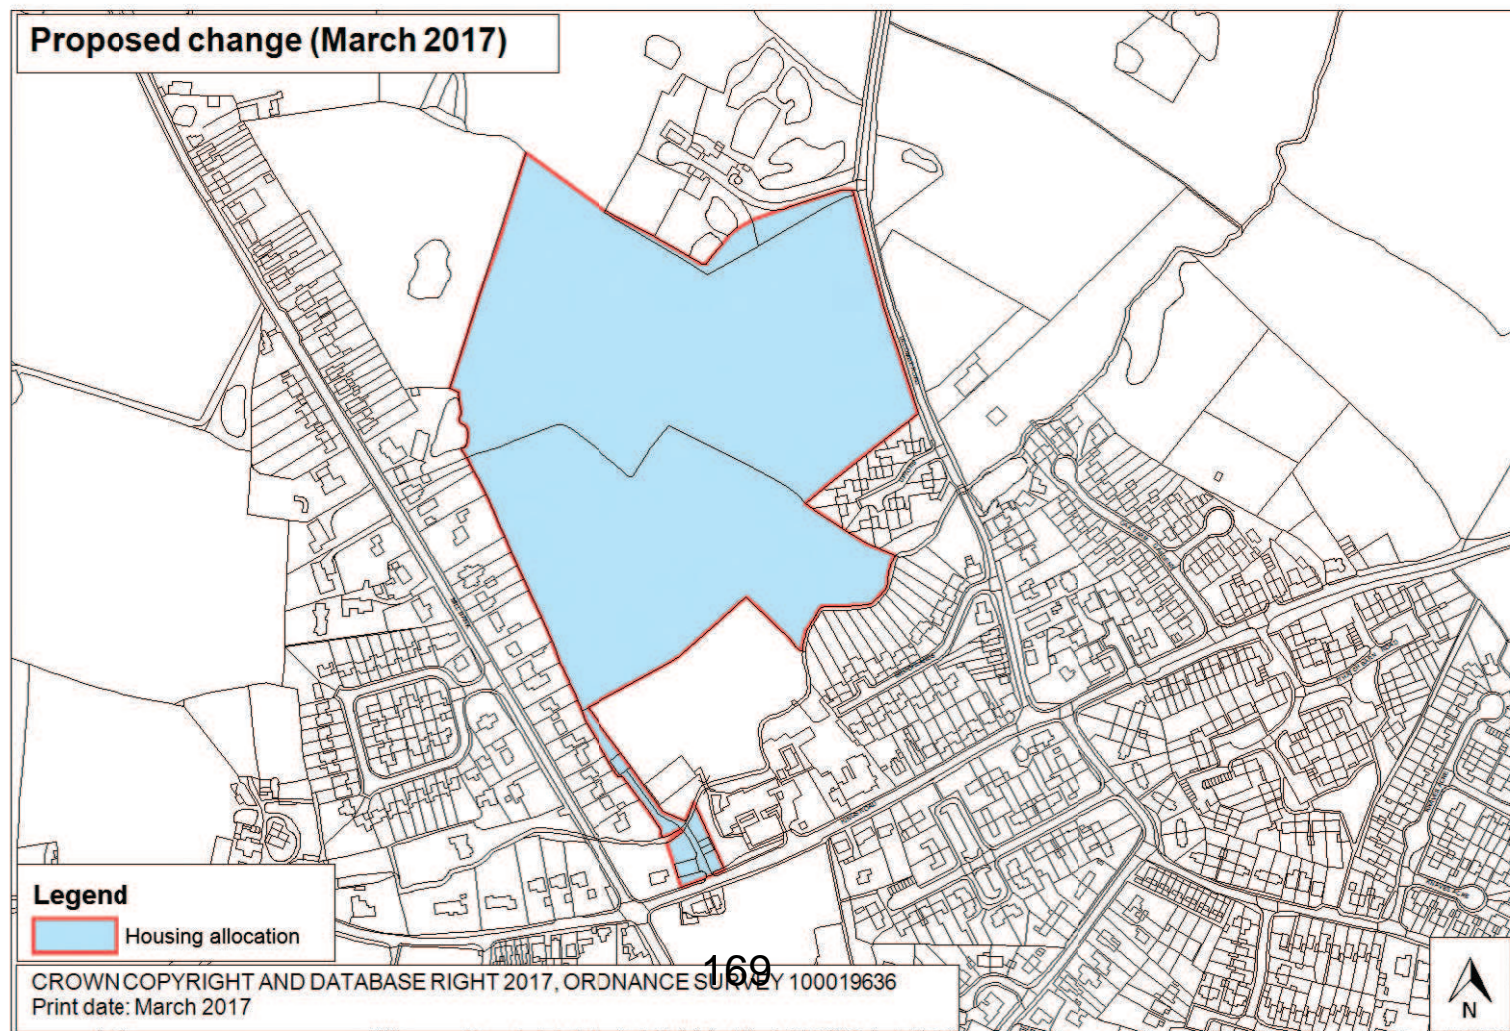 Proposed change (March 2017)
Legend
Housing allocation
169
CROWN COPYRIGHT AND DATABASE RIGHT 2017, ORDNANCE SURVEY 100019636
Print date: March 2017
N